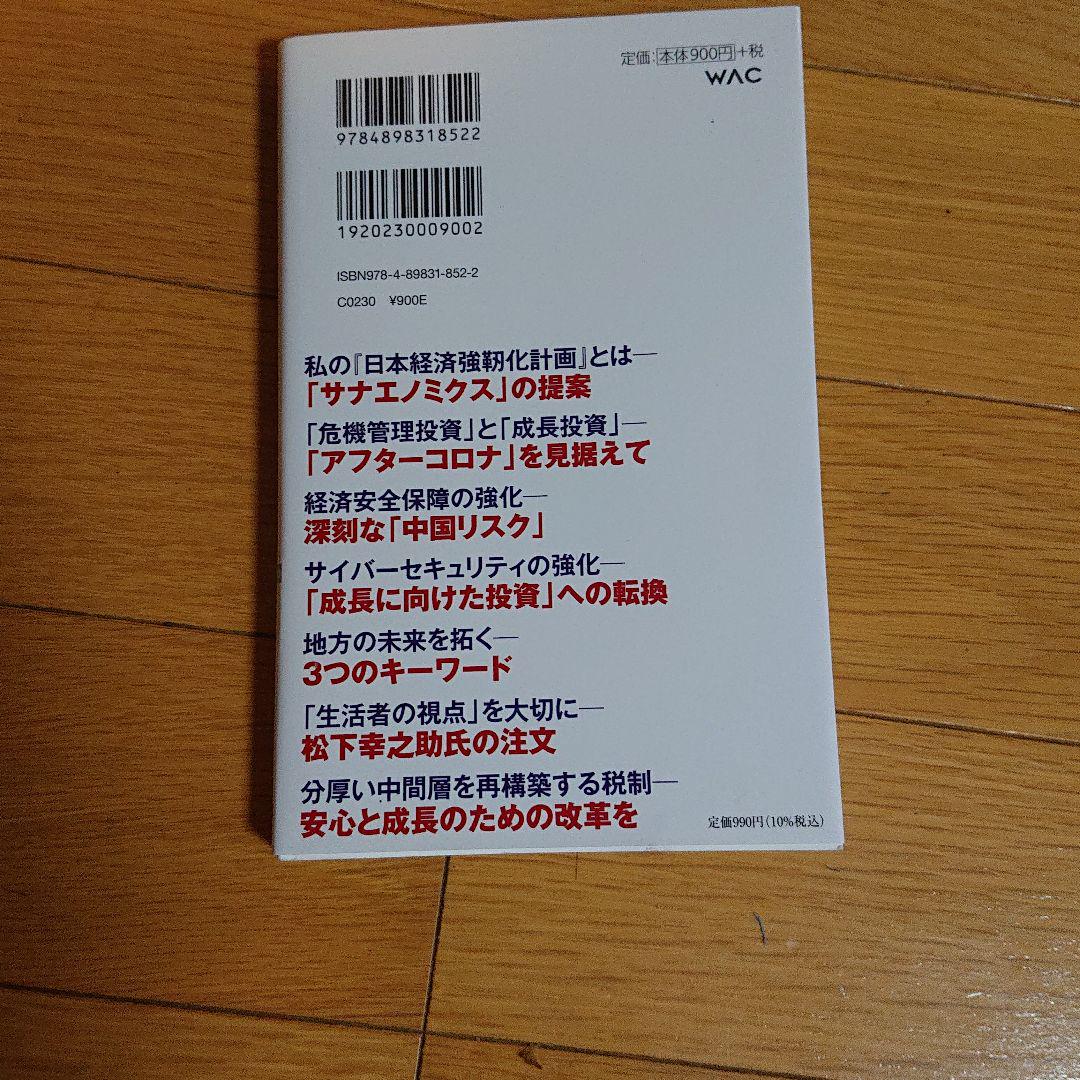 定価:本体900円+税
WAC
9784898318522
1920230009002
ISBN978-4-89831-852-2
C0230 ¥900E
私の『日本経済強靭化計画』とは―
「サナエノミクス」の提案
「危機管理投資」と「成長投資」―
「アフターコロナ」を見据えて
経済安全保障の強化―
深刻な「中国リスク」
サイバーセキュリティの強化―
「成長に向けた投資」への転換
地方の未来を拓く―
3つのキーワード
「生活者の視点」を大切に―
松下幸之助氏の注文
分厚い中間層を再構築する税制―
安心と成長のための改革を
定価990円(10%税込)